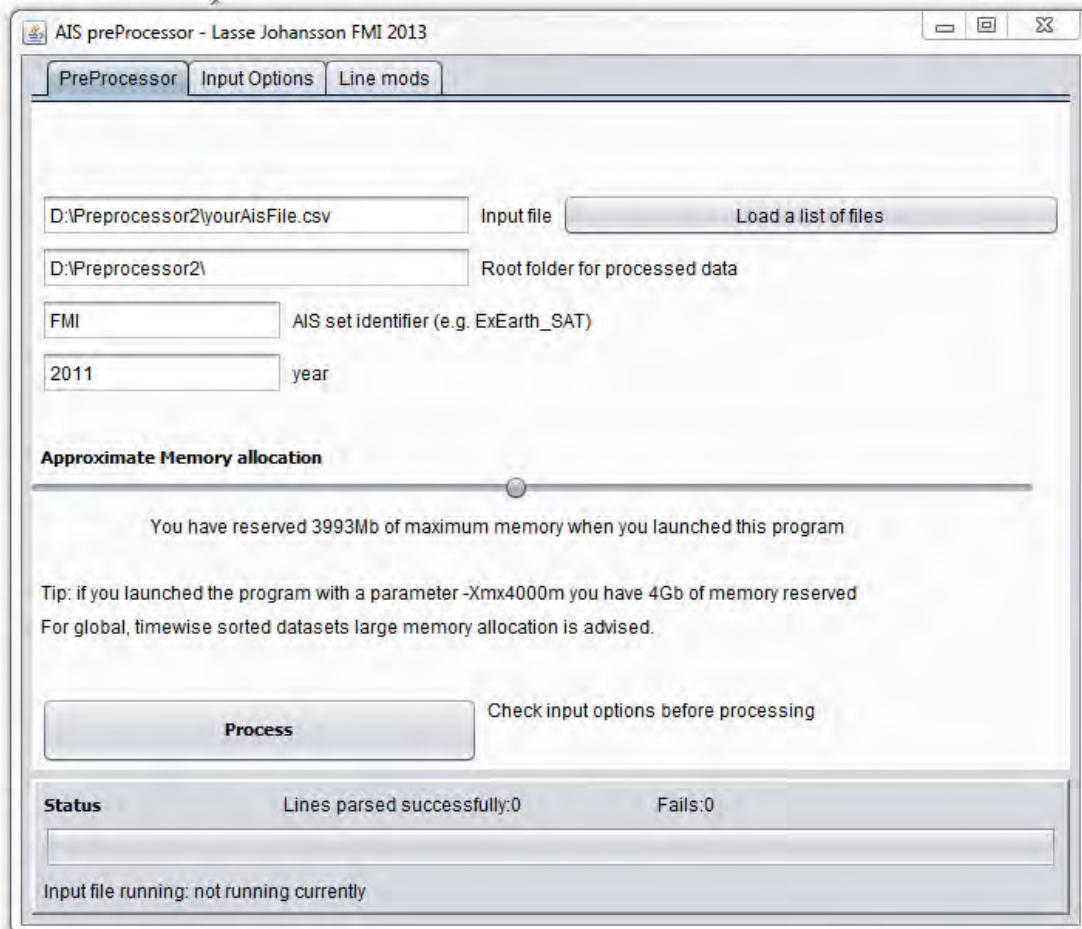 AIS preProcessor - Lasse Johansson FMI 2013
PreProcessor Input Options Line mods
D:\Preprocessor2\yourAisFile.csv Input file Load a list of files
D:\Preprocessor2\ Root folder for processed data
FMI AIS set identifier (e.g. ExEarth_SAT)
2011 year
Approximate Memory allocation
You have reserved 3993Mb of maximum memory when you launched this program
Tip: if you launched the program with a parameter -Xmx4000m you have 4Gb of memory reserved
For global, timewise sorted datasets large memory allocation is advised.
Process Check input options before processing
Status Lines parsed successfully:0 Fails:0
Input file running: not running currently